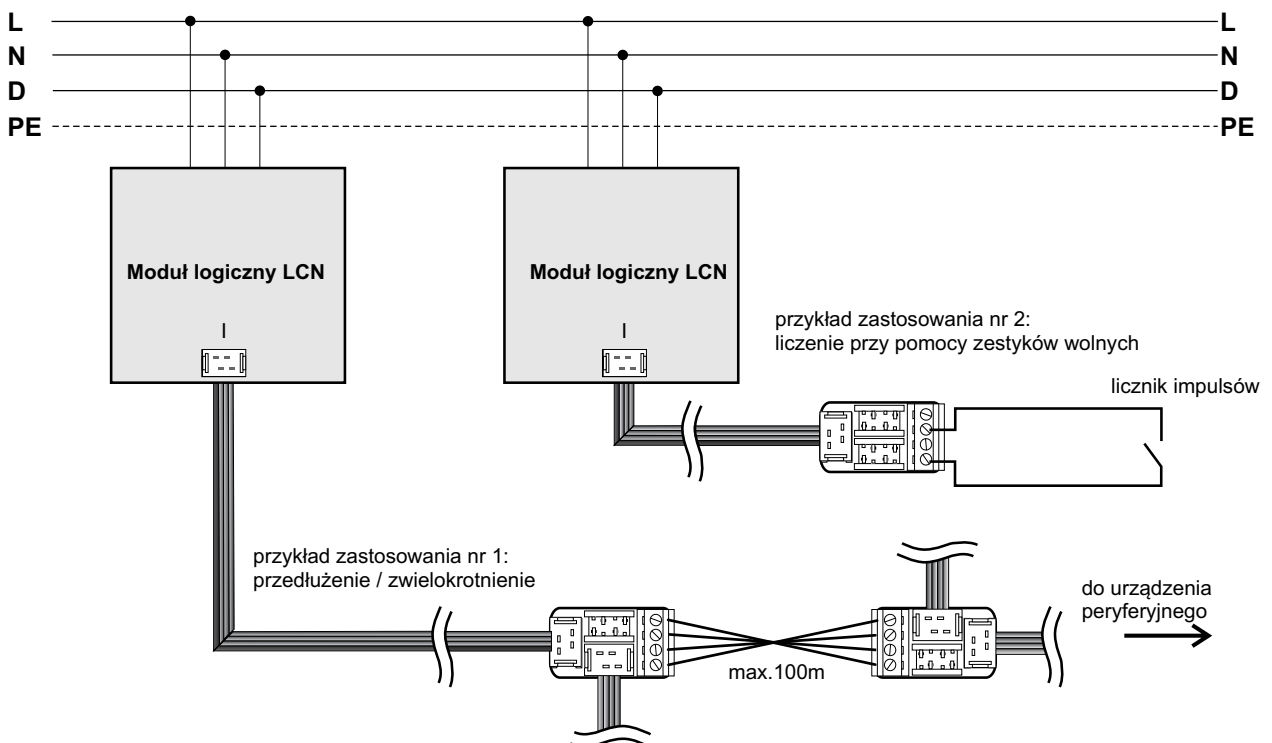 L L
N N
D D
PE PE
Moduł logiczny LCN
I
Moduł logiczny LCN
I
przykład zastosowania nr 2:
liczenie przy pomocy zestyków wolnych
licznik impulsów
przykład zastosowania nr 1:
przedłużenie / zwielokrotnienie
do urządzenia
peryferyjnego
max.100m